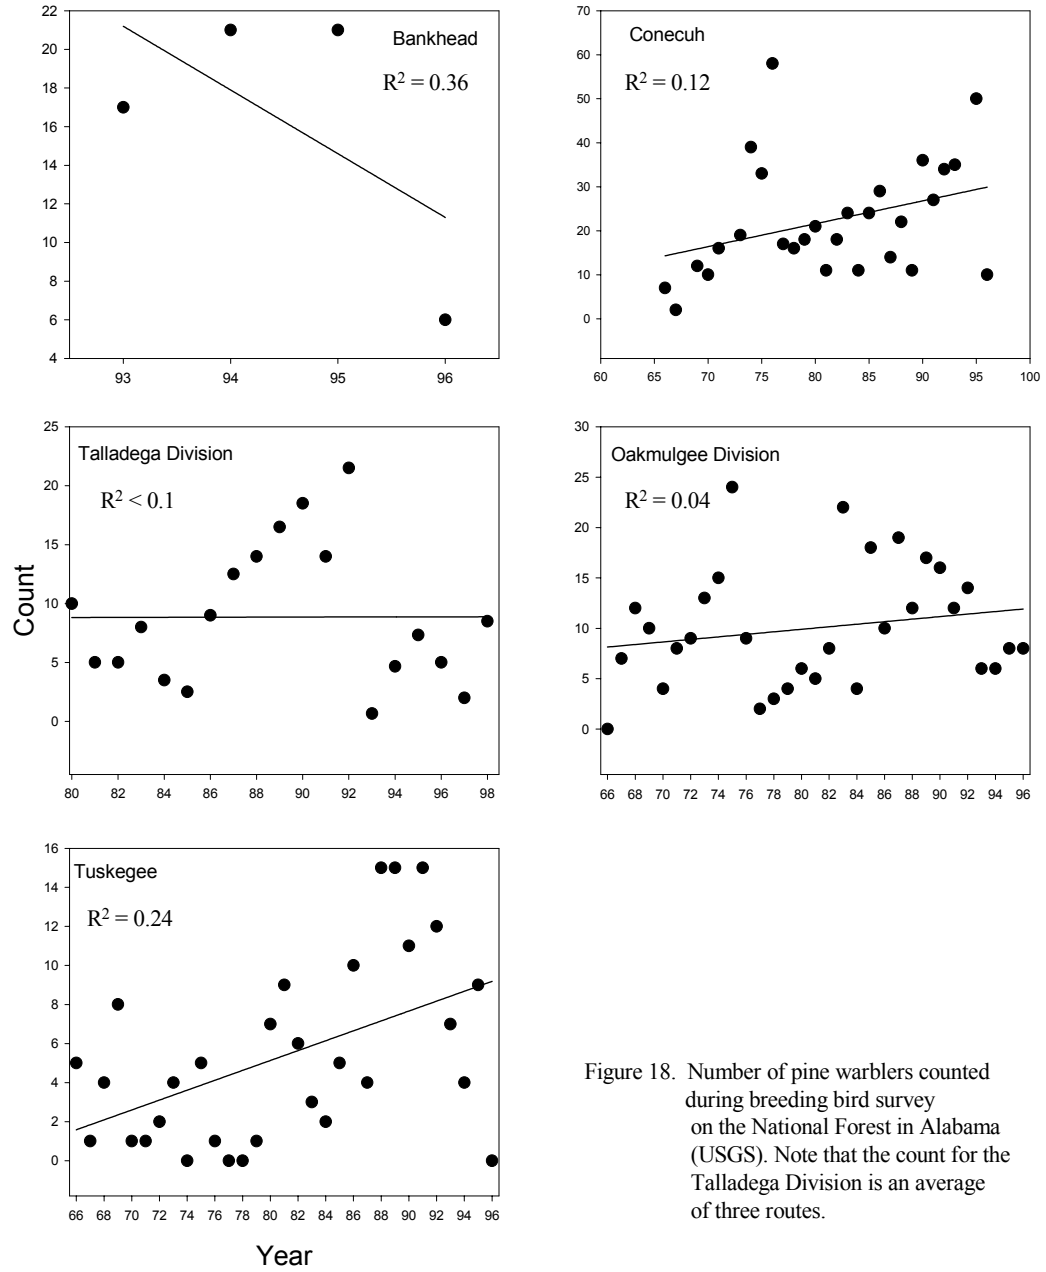 22
20
18
16
14
12
10
8
6
4
Bankhead
R² = 0.36
93 94 95 96
70
60
50
40
30
20
10
0
Conecuh
R² = 0.12
60 65 70 75 80 85 90 95 100
Count
25
20
15
10
5
0
Talladega Division
R² < 0.1
80 82 84 86 88 90 92 94 96 98
30
25
20
15
10
5
0
Oakmulgee Division
R² = 0.04
66 68 70 72 74 76 78 80 82 84 86 88 90 92 94 96
16
14
12
10
8
6
4
2
0
Tuskegee
R² = 0.24
66 68 70 72 74 76 78 80 82 84 86 88 90 92 94 96
Year
Figure 18. Number of pine warblers counted
during breeding bird survey
on the National Forest in Alabama
(USGS). Note that the count for the
Talladega Division is an average
of three routes.